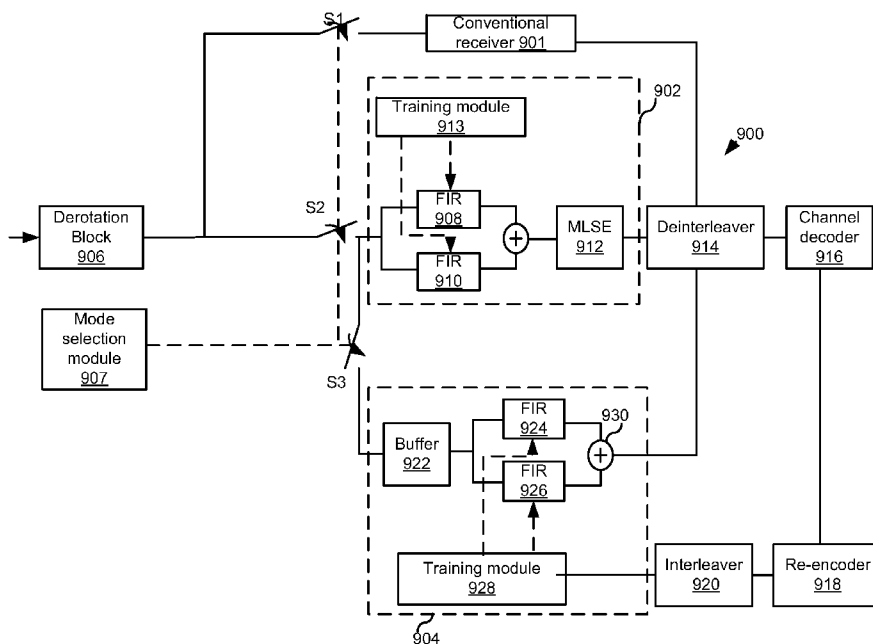 S1
Conventional
receiver 901
902
Training module
913
900
S2
FIR
908
Derotation
Block
906
MLSE
912
Deinterleaver
914
Channel
decoder
916
FIR
910
Mode
selection
module
907
S3
FIR
924
930
Buffer
922
FIR
926
Training module
928
Interleaver
920
Re-encoder
918
904